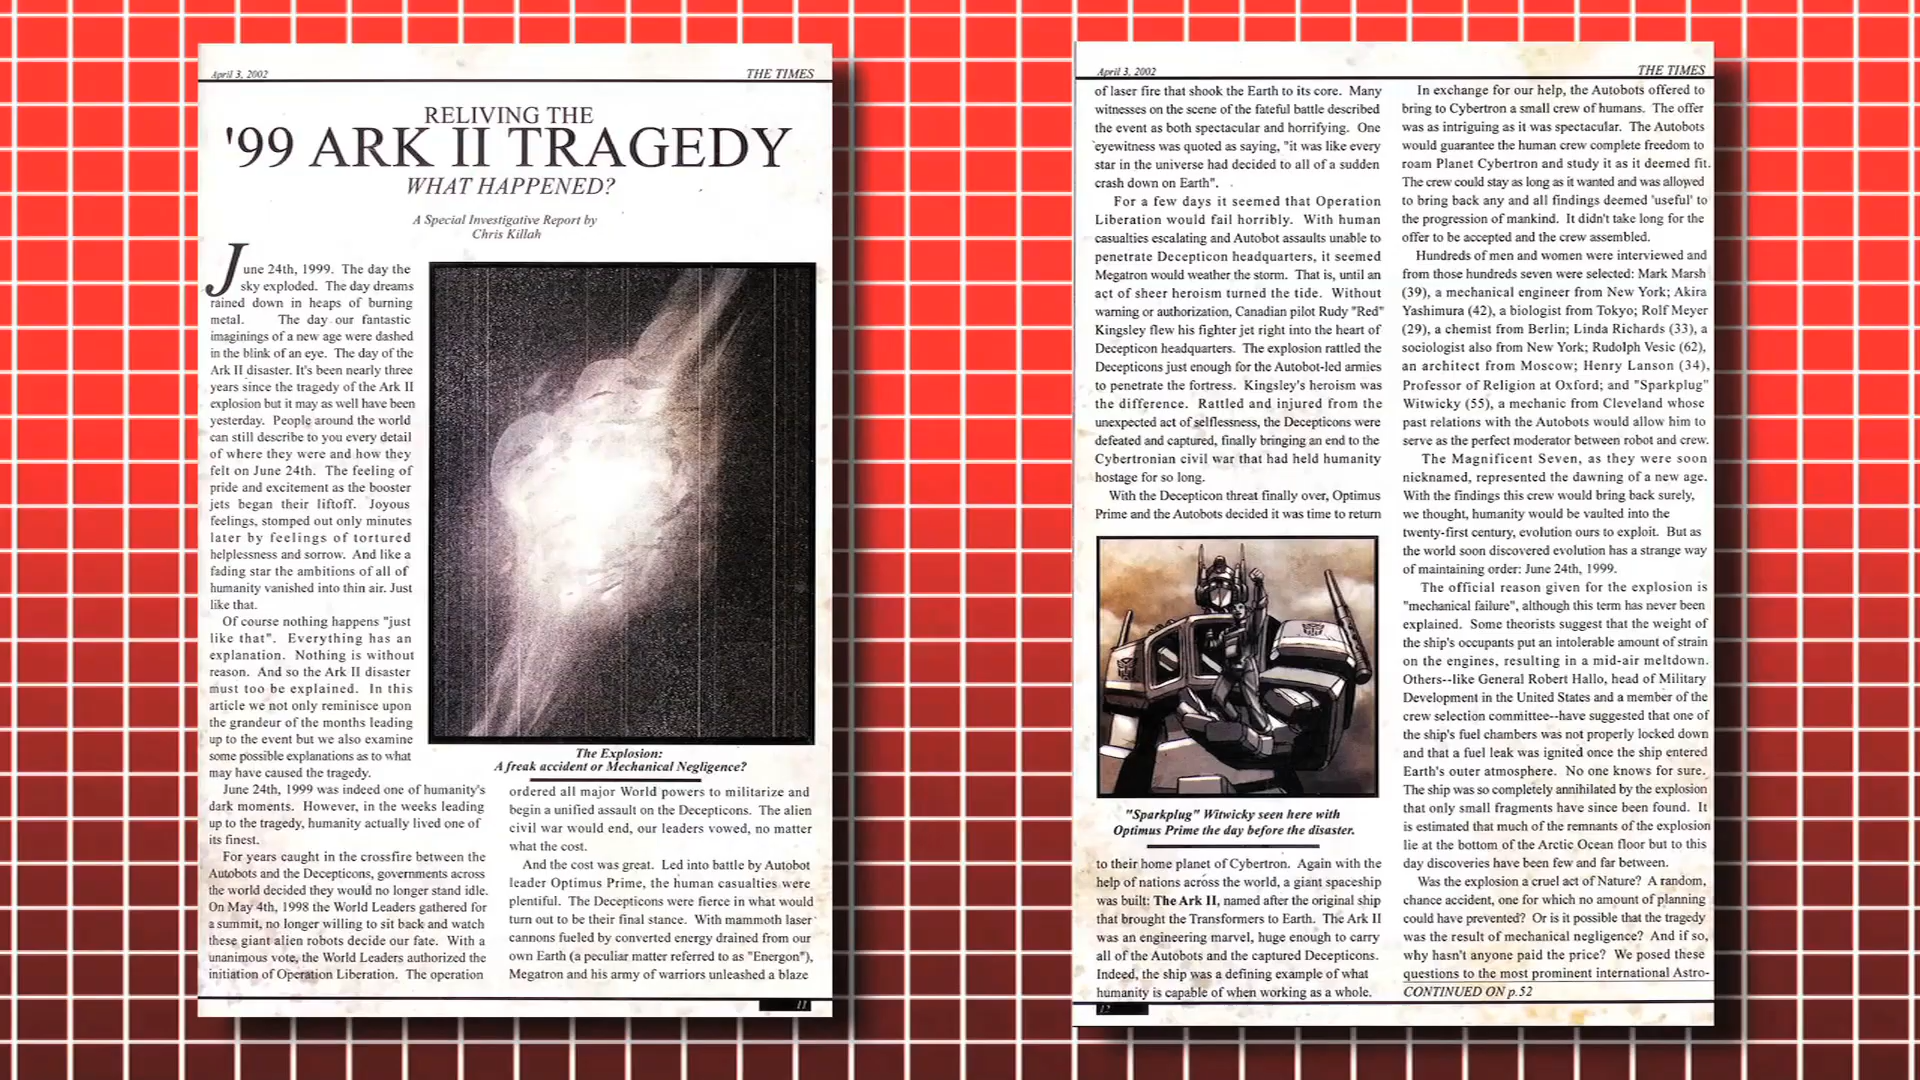 April 3, 2002
THE TIMES
RELIVING THE
'99 ARK II TRAGEDY
WHAT HAPPENED?
A Special Investigative Report by
Chris Killah
June 24th, 1999. The day the
sky exploded. The day dreams
rained down in heaps of burning
metal. The day our fantastic
imaginings of a new age were dashed
in the blink of an eye. The day of the
Ark II disaster. It's been nearly three
years since the tragedy of the Ark II
explosion but it may as well have been
yesterday. People around the world
can still describe to you every detail
of where they were and how they
felt on June 24th. The feeling of
pride and excitement as the booster
jets began their liftoff. Joyous
feelings, stomped out only minutes
later by feelings of tortured
helplessness and sorrow. And like a
fading star the ambitions of all of
humanity vanished into thin air. Just
like that.
Of course nothing happens "just
like that". Everything has an
explanation. Nothing is without
reason. And so the Ark II disaster
must too be explained. In this
article we not only reminisce upon
the grandeur of the months leading
up to the event but we also examine
some possible explanations as to what
may have caused the tragedy.
June 24th, 1999 was indeed one of humanity's
dark moments. However, in the weeks leading
up to the tragedy, humanity actually lived one of
its finest.
For years caught in the crossfire between the
Autobots and the Decepticons, governments across
the world decided they would no longer stand idle.
On May 4th, 1998 the World Leaders gathered for
a summit, no longer willing to sit back and watch
these giant alien robots decide our fate. With a
unanimous vote, the World Leaders authorized the
initiation of Operation Liberation. The operation
The Explosion:
A freak accident or Mechanical Negligence?
ordered all major World powers to militarize and
begin a unified assault on the Decepticons. The alien
civil war would end, our leaders vowed, no matter
what the cost.
And the cost was great. Led into battle by Autobot
leader Optimus Prime, the human casualties were
plentiful. The Decepticons were fierce in what would
turn out to be their final stance. With mammoth laser
cannons fueled by converted energy drained from our
own Earth (a peculiar matter referred to as "Energon"),
Megatron and his army of warriors unleashed a blaze
11
April 3, 2002
THE TIMES
of laser fire that shook the Earth to its core. Many
witnesses on the scene of the fateful battle described
the event as both spectacular and horrifying. One
eyewitness was quoted as saying, "it was like every
star in the universe had decided to all of a sudden
crash down on Earth".
For a few days it seemed that Operation
Liberation would fail horribly. With human
casualties escalating and Autobot assaults unable to
penetrate Decepticon headquarters, it seemed
Megatron would weather the storm. That is, until an
act of sheer heroism turned the tide. Without
warning or authorization, Canadian pilot Rudy "Red"
Kingsley flew his fighter jet right into the heart of
Decepticon headquarters. The explosion rattled the
Decepticons just enough for the Autobot-led armies
to penetrate the fortress. Kingsley's heroism was
the difference. Rattled and injured from the
unexpected act of selflessness, the Decepticons were
defeated and captured, finally bringing an end to the
Cybertronian civil war that had held humanity
hostage for so long.
With the Decepticon threat finally over, Optimus
Prime and the Autobots decided it was time to return
"Sparkplug" Witwicky seen here with
Optimus Prime the day before the disaster.
to their home planet of Cybertron. Again with the
help of nations across the world, a giant spaceship
was built: The Ark II, named after the original ship
that brought the Transformers to Earth. The Ark II
was an engineering marvel, huge enough to carry
all of the Autobots and the captured Decepticons.
Indeed, the ship was a defining example of what
humanity is capable of when working as a whole.
In exchange for our help, the Autobots offered to
bring to Cybertron a small crew of humans. The offer
was as intriguing as it was spectacular. The Autobots
would guarantee the human crew complete freedom to
roam Planet Cybertron and study it as it deemed fit.
The crew could stay as long as it wanted and was allowed
to bring back any and all findings deemed 'useful' to
the progression of mankind. It didn't take long for the
offer to be accepted and the crew assembled.
Hundreds of men and women were interviewed and
from those hundreds seven were selected: Mark Marsh
(39), a mechanical engineer from New York; Akira
Yashimura (42), a biologist from Tokyo; Rolf Meyer
(29), a chemist from Berlin; Linda Richards (33), a
sociologist also from New York; Rudolph Vesic (62),
an architect from Moscow; Henry Lanson (34),
Professor of Religion at Oxford; and "Sparkplug"
Witwicky (55), a mechanic from Cleveland whose
past relations with the Autobots would allow him to
serve as the perfect moderator between robot and crew.
The Magnificent Seven, as they were soon
nicknamed, represented the dawning of a new age.
With the findings this crew would bring back surely,
we thought, humanity would be vaulted into the
twenty-first century, evolution ours to exploit. But as
the world soon discovered evolution has a strange way
of maintaining order: June 24th, 1999.
The official reason given for the explosion is
"mechanical failure", although this term has never been
explained. Some theorists suggest that the weight of
the ship's occupants put an intolerable amount of strain
on the engines, resulting in a mid-air meltdown.
Others--like General Robert Hallo, head of Military
Development in the United States and a member of the
crew selection committee--have suggested that one of
the ship's fuel chambers was not properly locked down
and that a fuel leak was ignited once the ship entered
Earth's outer atmosphere. No one knows for sure.
The ship was so completely annihilated by the explosion
that only small fragments have since been found. It
is estimated that much of the remnants of the explosion
lie at the bottom of the Arctic Ocean floor but to this
day discoveries have been few and far between.
Was the explosion a cruel act of Nature? A random,
chance accident, one for which no amount of planning
could have prevented? Or is it possible that the tragedy
was the result of mechanical negligence? And if so,
why hasn't anyone paid the price? We posed these
questions to the most prominent international Astro-
CONTINUED ON p.52
12